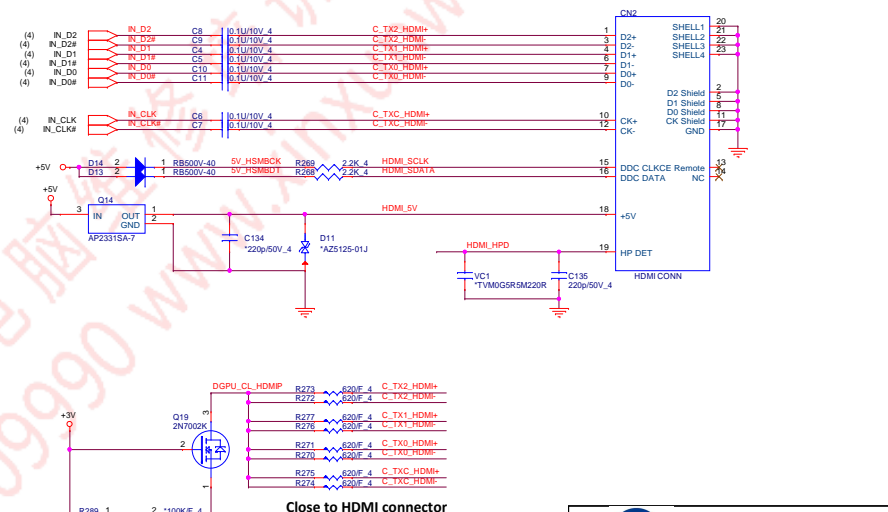 CN2
(4) IN_D2 IN_D2 C8 0.1U/10V_4 C_TX2_HDMI+ 1 D2+ SHELL1 20
(4) IN_D2# IN_D2# C9 0.1U/10V_4 C_TX2_HDMI- 3 D2- SHELL2 21
(4) IN_D1 IN_D1 C4 0.1U/10V_4 C_TX1_HDMI+ 4 D1+ SHELL3 22
(4) IN_D1# IN_D1# C5 0.1U/10V_4 C_TX1_HDMI- 6 D1- SHELL4 23
(4) IN_D0 IN_D0 C10 0.1U/10V_4 C_TX0_HDMI+ 7 D0+
(4) IN_D0# IN_D0# C11 0.1U/10V_4 C_TX0_HDMI- 9 D0-
D2 Shield 2
D1 Shield 5
D0 Shield 8
(4) IN_CLK IN_CLK C6 0.1U/10V_4 C_TXC_HDMI+ 10 CK+ CK Shield 11
(4) IN_CLK# IN_CLK# C7 0.1U/10V_4 C_TXC_HDMI- 12 CK- GND 17
+5V D14 2 1 RB500V-40 5V_HSMBCK R269 2.2K_4 HDMI_SCLK 15 DDC CLK CE Remote 13
D13 2 1 RB500V-40 5V_HSMBDT R268 2.2K_4 HDMI_SDATA 16 DDC DATA NC 14
+5V
Q14
3 IN OUT 1 HDMI_5V 18 +5V
GND 2
AP2331SA-7
C134
*220p/50V_4
D11
*AZ5125-01J
HDMI_HPD 19 HP DET
HDMI CONN
VC1
*TVM0G5R5M220R
C135
220p/50V_4
DGPU_CL_HDMIP R273 620/F_4 C_TX2_HDMI+
R272 620/F_4 C_TX2_HDMI-
R277 620/F_4 C_TX1_HDMI+
R276 620/F_4 C_TX1_HDMI-
R271 620/F_4 C_TX0_HDMI+
R270 620/F_4 C_TX0_HDMI-
R275 620/F_4 C_TXC_HDMI+
R274 620/F_4 C_TXC_HDMI-
+3V
Q19
2N7002K
3
2
1
Close to HDMI connector
R289 1 2 *100K/F_4